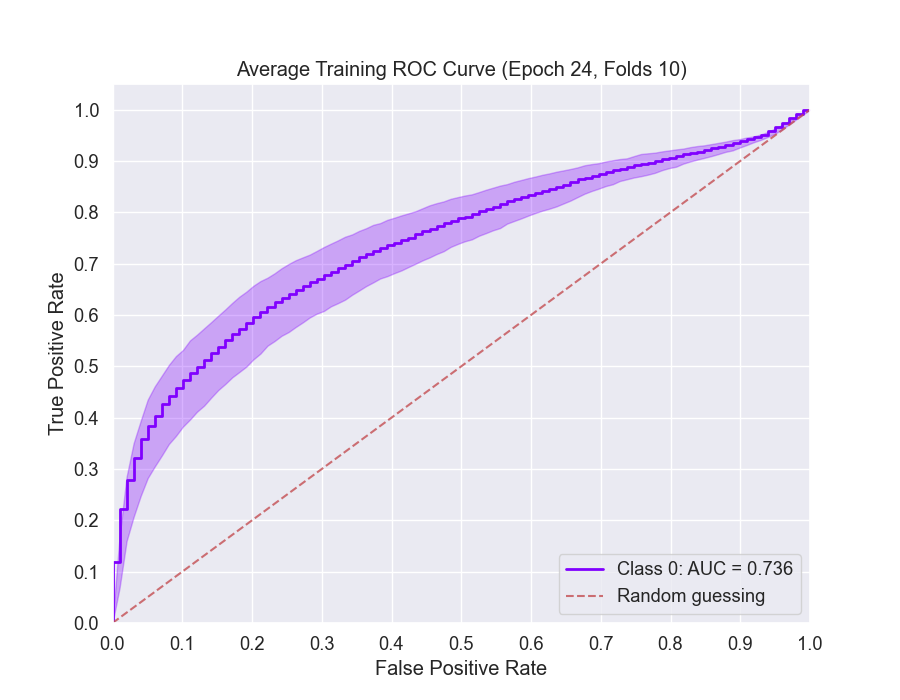 Average Training ROC Curve (Epoch 24, Folds 10)
True Positive Rate
1.0
0.9
0.8
0.7
0.6
0.5
0.4
0.3
0.2
0.1
0.0
Class 0: AUC = 0.736
Random guessing
0.0 0.1 0.2 0.3 0.4 0.5 0.6 0.7 0.8 0.9 1.0
False Positive Rate